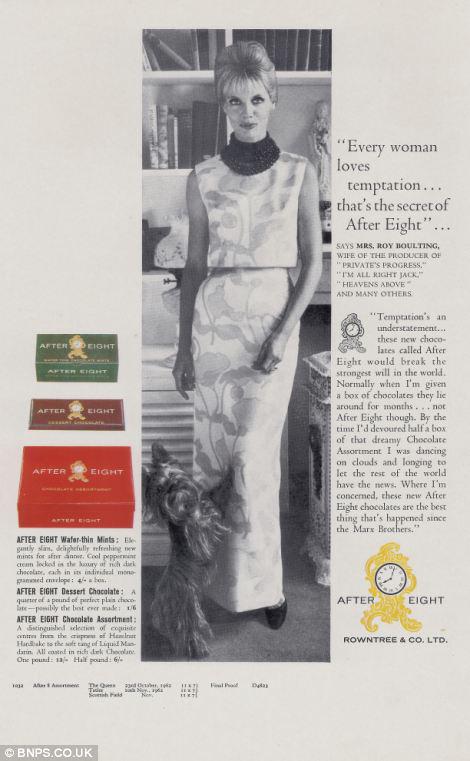 "Every woman
loves
temptation...
that's the secret of
After Eight"...
SAYS MRS. ROY BOULTING,
WIFE OF THE PRODUCER OF
"PRIVATE'S PROGRESS,"
"I'M ALL RIGHT JACK,"
"HEAVENS ABOVE"
AND MANY OTHERS.
"Temptation's an
understatement...
these new choco-
lates called After
Eight would break the
strongest will in the world.
Normally when I'm given
a box of chocolates they lie
around for months . . . not
After Eight though. By the
time I'd devoured half a box
of that dreamy Chocolate
Assortment I was dancing
on clouds and longing to
let the rest of the world
have the news. Where I'm
concerned, these new After
Eight chocolates are the best
thing that's happened since
the Marx Brothers."
AFTER EIGHT
ROWNTREE & CO. LTD.
AFTER EIGHT
WAFER THIN CHOCOLATE MINTS
AFTER EIGHT
AFTER EIGHT
DESSERT CHOCOLATE
AFTER EIGHT
CHOCOLATE ASSORTMENT
AFTER EIGHT
AFTER EIGHT Wafer-thin Mints: Ele-
gantly slim, delightfully refreshing new
mints for after dinner. Cool peppermint
cream locked in the luxury of rich dark
chocolate, each in its individual mono-
grammed envelope: 4/- a box.
AFTER EIGHT Dessert Chocolate: A
quarter of a pound of perfect plain choco-
late—possibly the best ever made: 1/6
AFTER EIGHT Chocolate Assortment:
A distinguished selection of exquisite
centres from the crispness of Hazelnut
Hardbake to the soft tang of Liquid Man-
darin. All coated in rich dark Chocolate.
One pound: 12/- Half pound: 6/-
1032 After 8 Assortment The Queen 23rd October, 1962 11 x 7½ Final Proof D4623
Tatler 20th Nov., 1962 11 x 7½
Scottish Field Nov. 11 x 7½
© BNPS.CO.UK